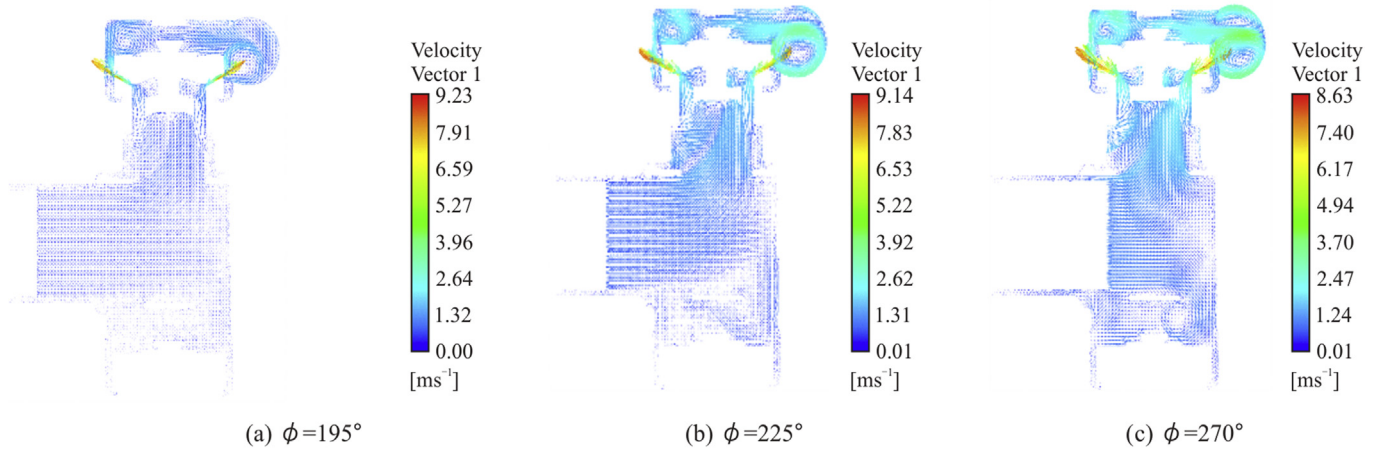 Velocity
Vector 1
9.23
7.91
6.59
5.27
3.96
2.64
1.32
0.00
[ms⁻¹]
(a) ϕ=195°
Velocity
Vector 1
9.14
7.83
6.53
5.22
3.92
2.62
1.31
0.01
[ms⁻¹]
(b) ϕ=225°
Velocity
Vector 1
8.63
7.40
6.17
4.94
3.70
2.47
1.24
0.01
[ms⁻¹]
(c) ϕ=270°